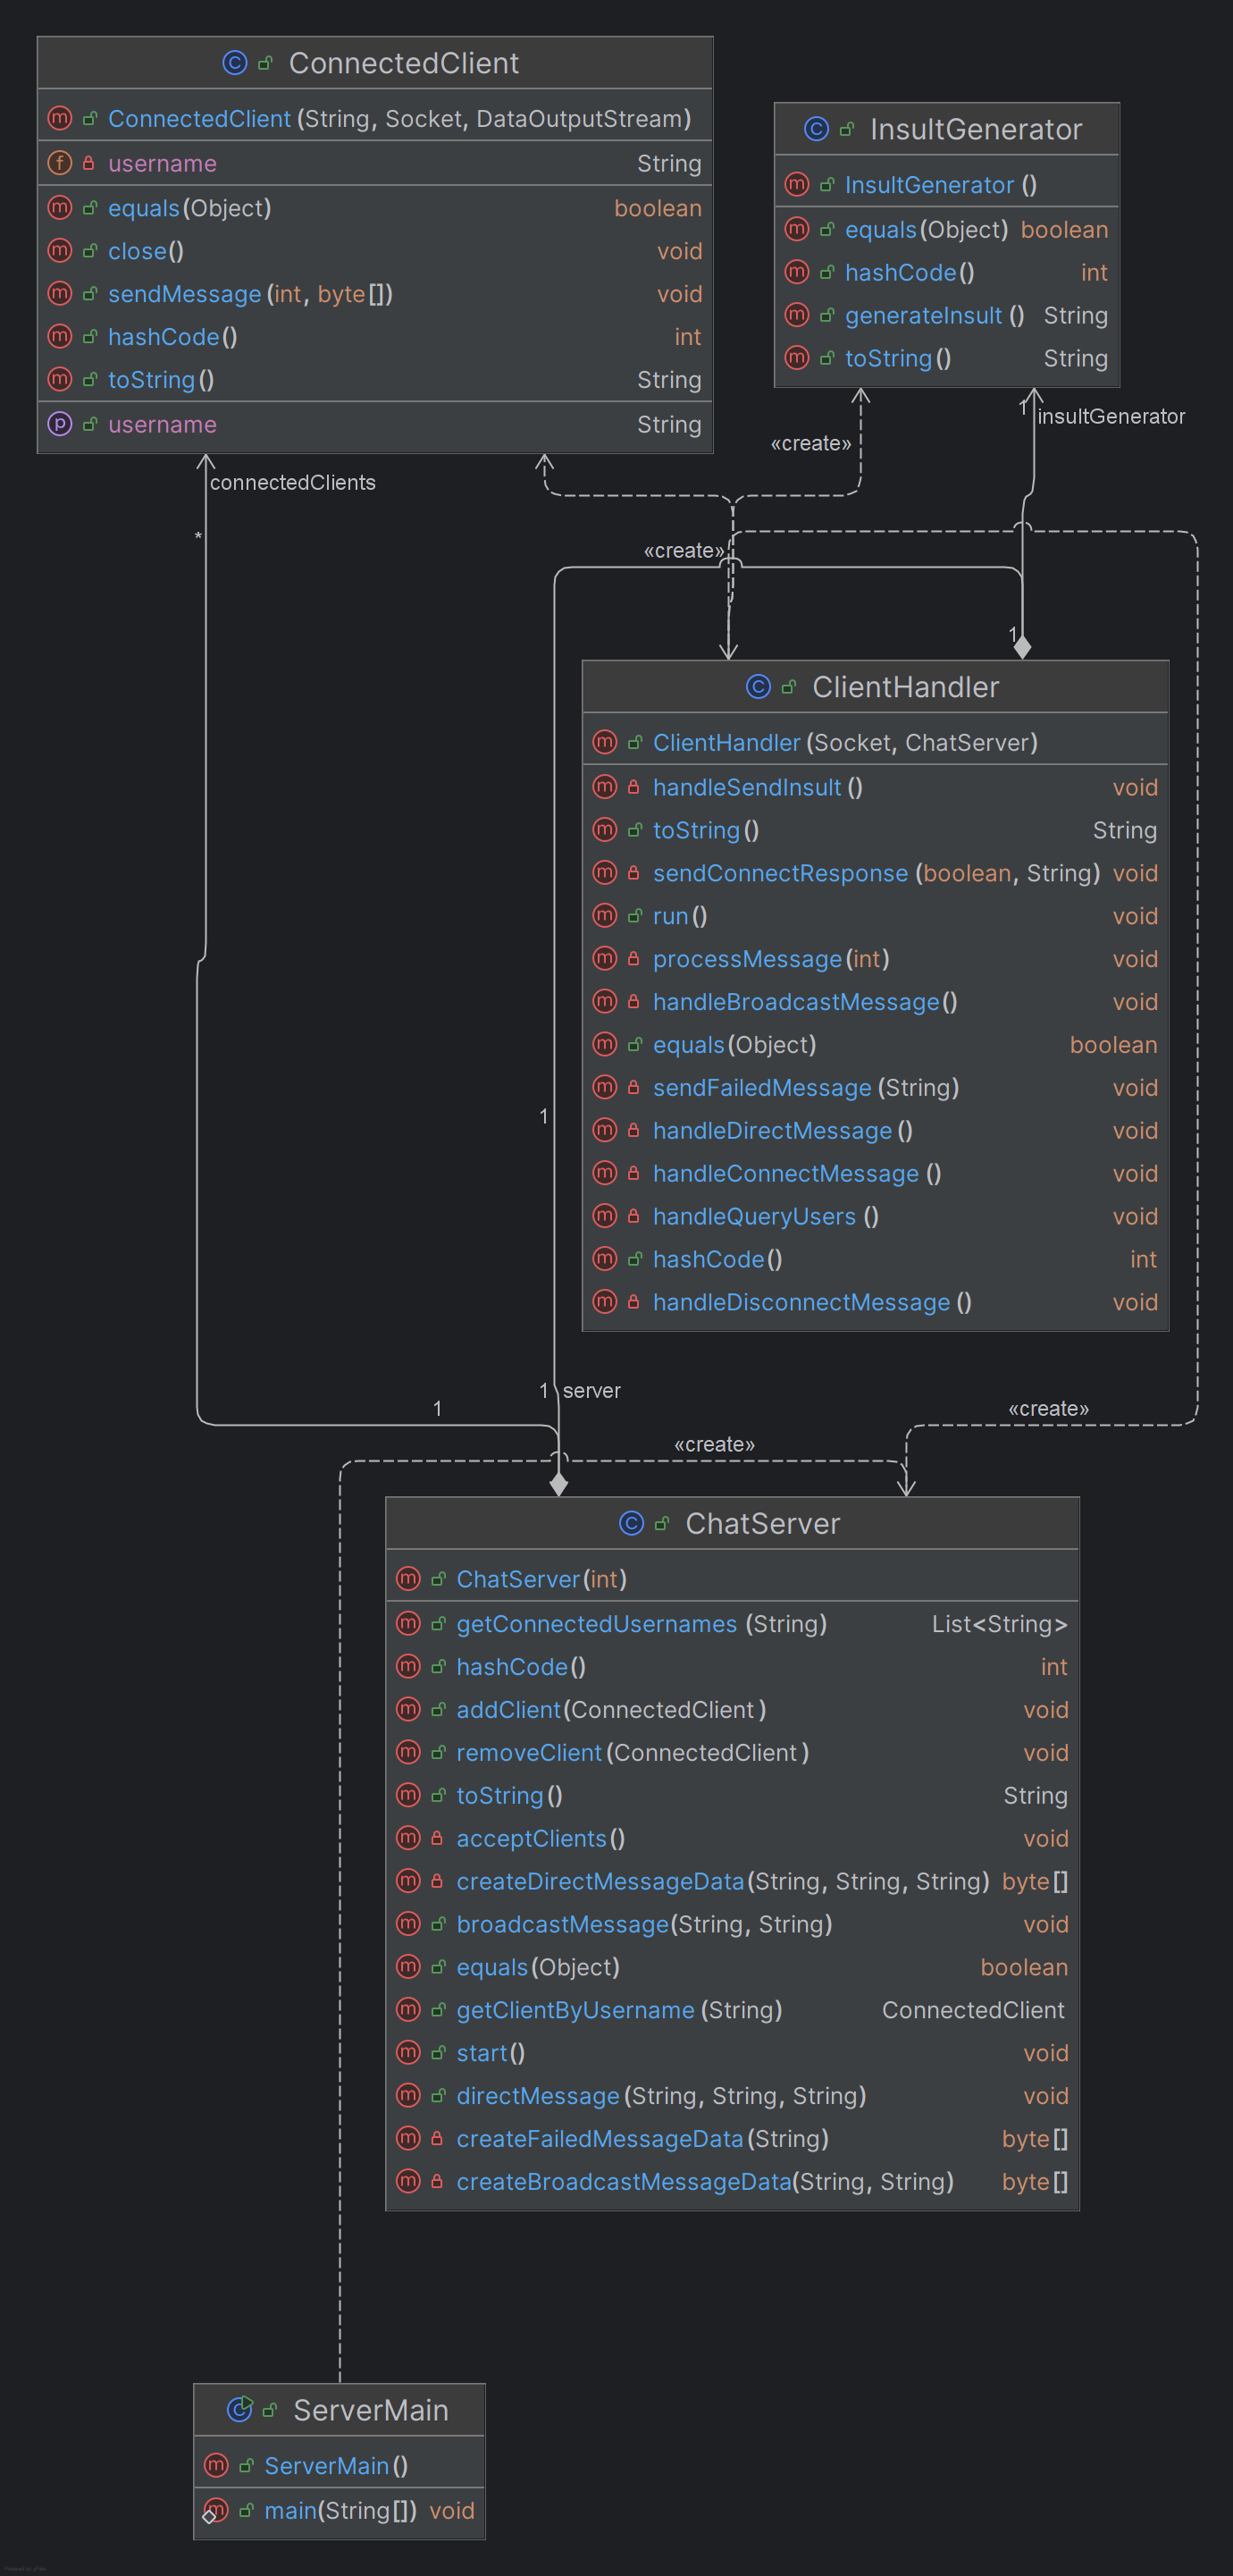 ConnectedClient
ConnectedClient(String, Socket, DataOutputStream)
username String
equals(Object) boolean
close() void
sendMessage(int, byte[]) void
hashCode() int
toString() String
username String
InsultGenerator
InsultGenerator()
equals(Object) boolean
hashCode() int
generateInsult() String
toString() String
1
insultGenerator
«create»
connectedClients
*
«create»
1
ClientHandler
ClientHandler(Socket, ChatServer)
handleSendInsult() void
toString() String
sendConnectResponse(boolean, String) void
run() void
processMessage(int) void
handleBroadcastMessage() void
equals(Object) boolean
sendFailedMessage(String) void
handleDirectMessage() void
handleConnectMessage() void
handleQueryUsers() void
hashCode() int
handleDisconnectMessage() void
1
1 server
1
«create»
«create»
ChatServer
ChatServer(int)
getConnectedUsernames(String) List<String>
hashCode() int
addClient(ConnectedClient) void
removeClient(ConnectedClient) void
toString() String
acceptClients() void
createDirectMessageData(String, String, String) byte[]
broadcastMessage(String, String) void
equals(Object) boolean
getClientByUsername(String) ConnectedClient
start() void
directMessage(String, String, String) void
createFailedMessageData(String) byte[]
createBroadcastMessageData(String, String) byte[]
ServerMain
ServerMain()
main(String[]) void